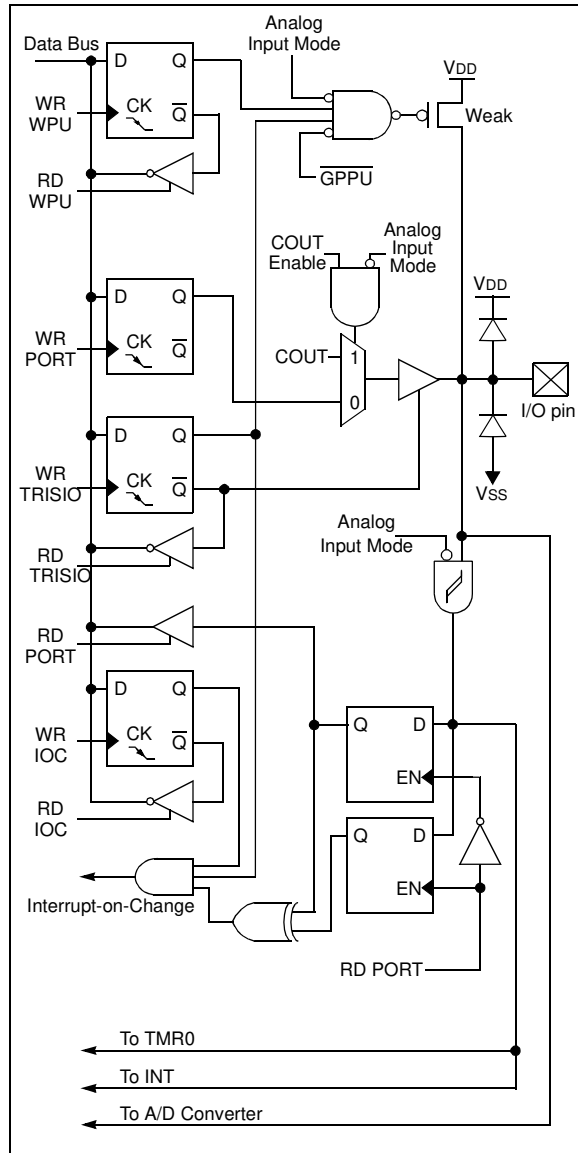 Analog
Input Mode
Data Bus
D Q
VDD
WR
WPU
CK
Q
Weak
RD
WPU
GPPU
COUT
Enable
Analog
Input
Mode
VDD
D Q
WR
PORT
CK
Q
COUT
1
0
I/O pin
D Q
WR
TRISIO
CK
Q
VSS
Analog
Input Mode
RD
TRISIO
RD
PORT
D Q
WR
IOC
CK
Q
Q D
EN
RD
IOC
Q D
EN
Interrupt-on-Change
RD PORT
To TMR0
To INT
To A/D Converter